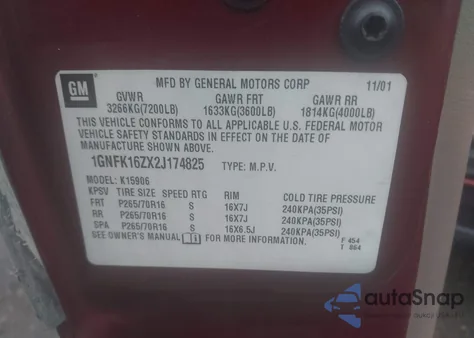 GM
MFD BY GENERAL MOTORS CORP 11/01
GVWR GAWR FRT GAWR RR
3266KG(7200LB) 1633KG(3600LB) 1814KG(4000LB)
THIS VEHICLE CONFORMS TO ALL APPLICABLE U.S. FEDERAL MOTOR
VEHICLE SAFETY STANDARDS IN EFFECT ON THE DATE OF
MANUFACTURE SHOWN ABOVE.
1GNFK16ZX2J174825 TYPE: M.P.V.
MODEL: K15906
KPSV TIRE SIZE SPEED RTG RIM COLD TIRE PRESSURE
FRT P265/70R16 S 16X7J 240KPA(35PSI)
RR P265/70R16 S 16X7J 240KPA(35PSI)
SPA P265/70R16 S 16X6.5J 240KPA(35PSI)
SEE OWNER'S MANUAL FOR MORE INFORMATION F 454
T 864
autaSnap